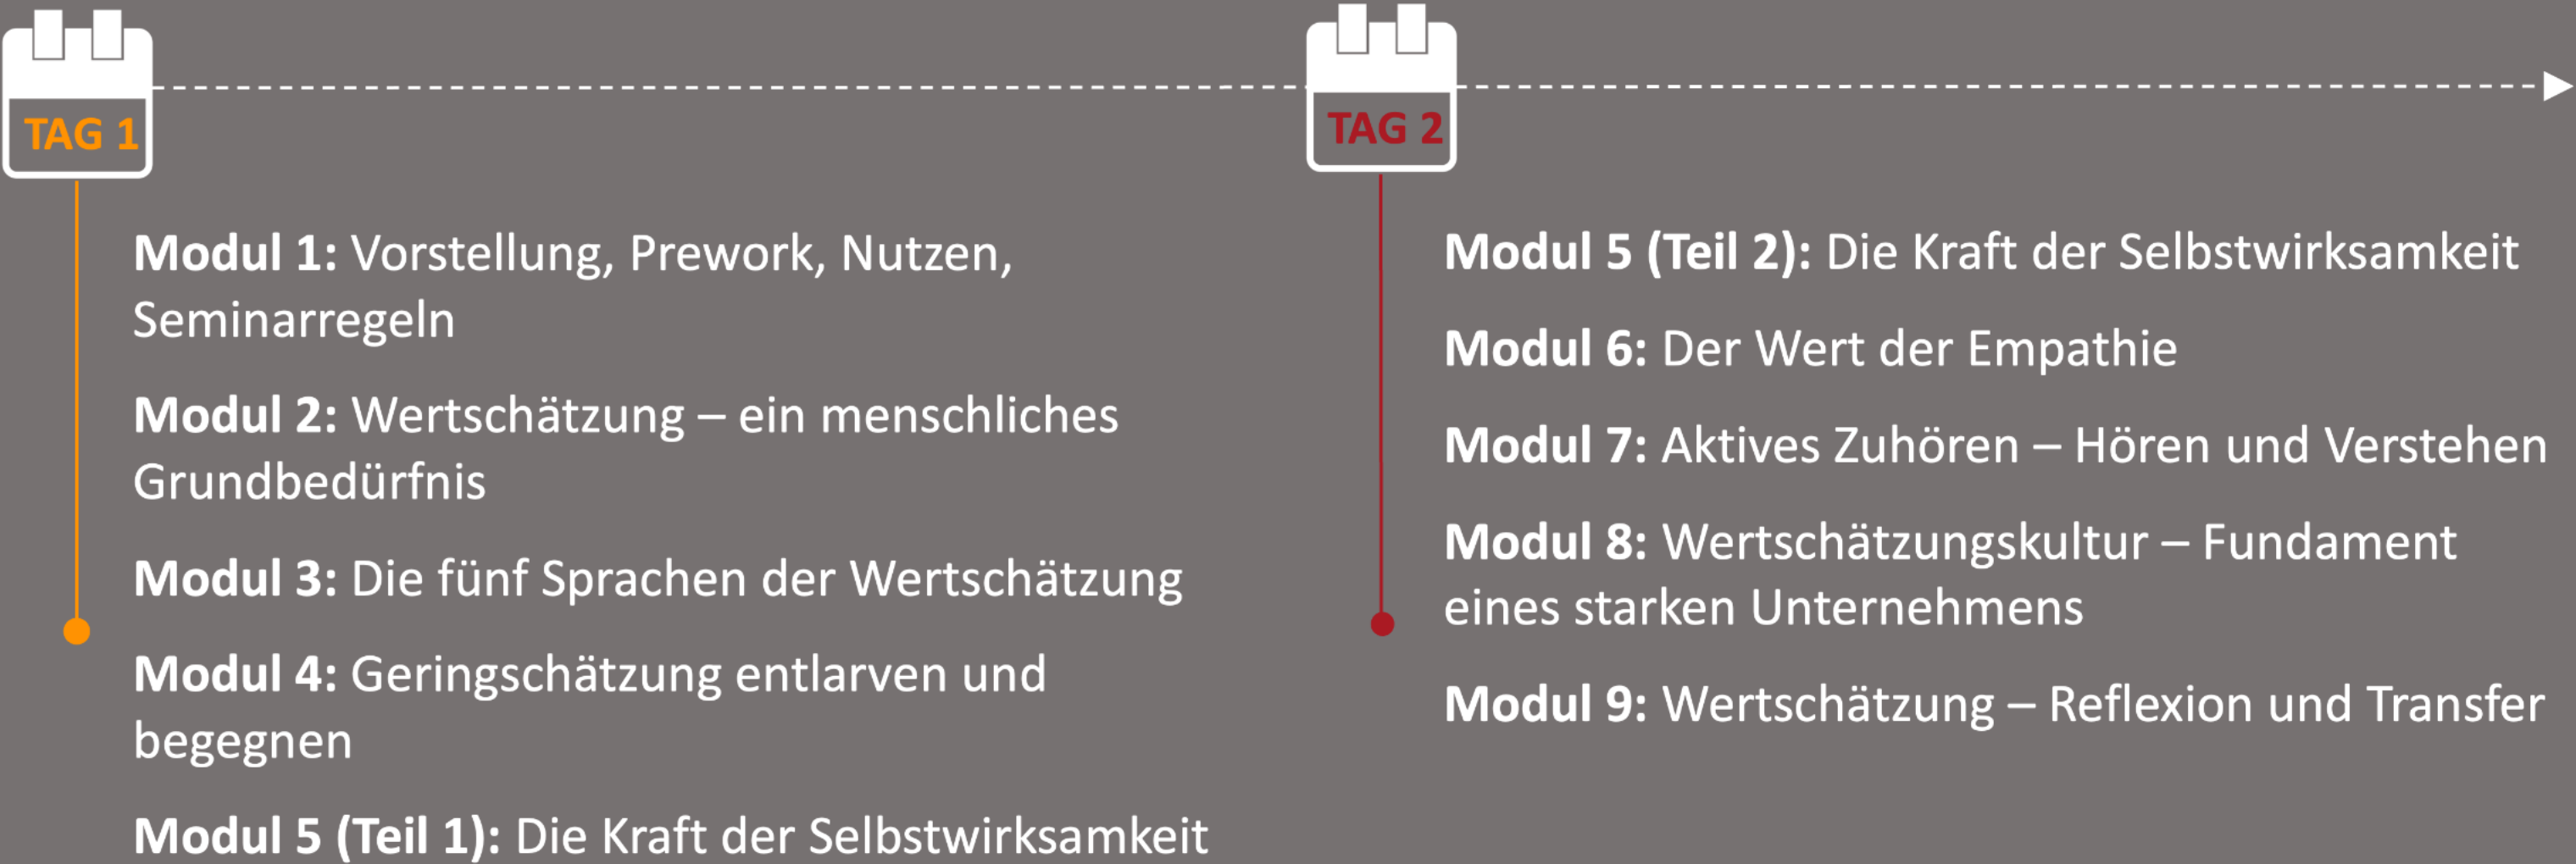 TAG 1
Modul 1: Vorstellung, Prework, Nutzen,
Seminarregeln
Modul 2: Wertschätzung – ein menschliches
Grundbedürfnis
Modul 3: Die fünf Sprachen der Wertschätzung
Modul 4: Geringschätzung entlarven und
begegnen
Modul 5 (Teil 1): Die Kraft der Selbstwirksamkeit
TAG 2
Modul 5 (Teil 2): Die Kraft der Selbstwirksamkeit
Modul 6: Der Wert der Empathie
Modul 7: Aktives Zuhören – Hören und Verstehen
Modul 8: Wertschätzungskultur – Fundament
eines starken Unternehmens
Modul 9: Wertschätzung – Reflexion und Transfer